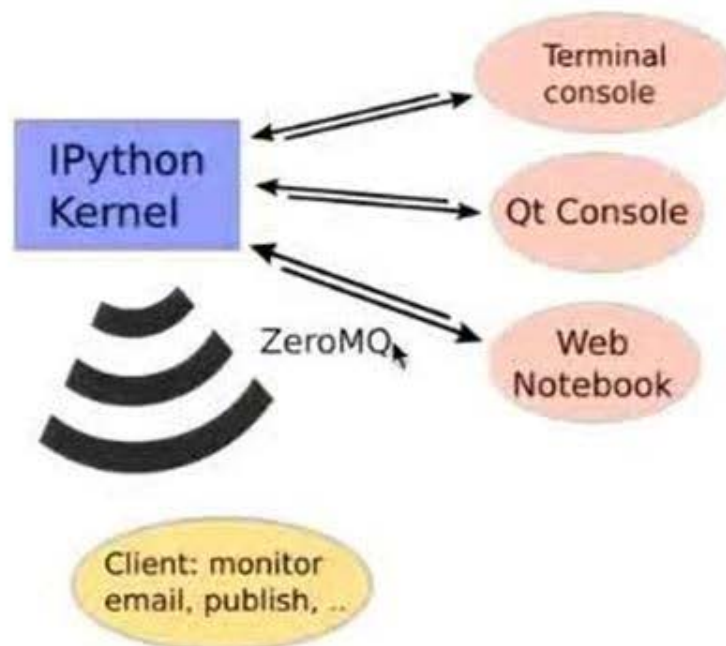 Terminal
console
IPython
Kernel
Qt Console
ZeroMQ
Web
Notebook
Client: monitor
email, publish, ..